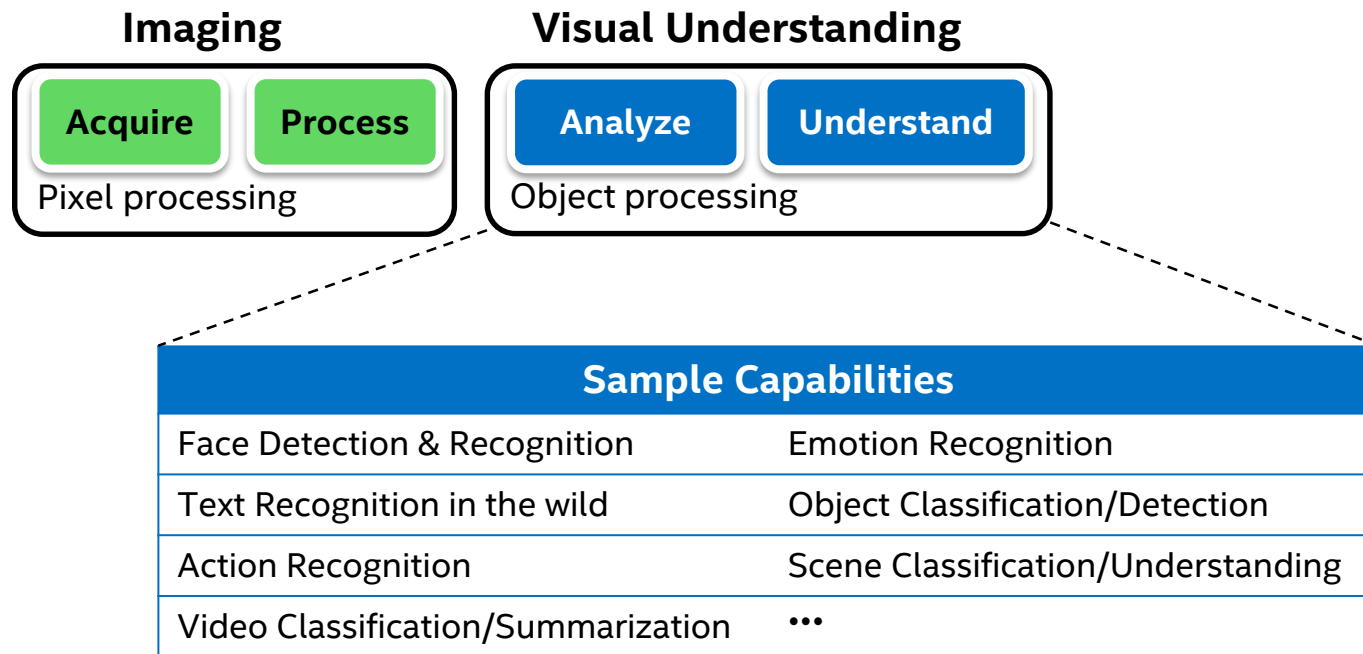 Imaging
Visual Understanding
Acquire
Process
Pixel processing
Analyze
Understand
Object processing
Sample Capabilities
Face Detection & Recognition
Emotion Recognition
Text Recognition in the wild
Object Classification/Detection
Action Recognition
Scene Classification/Understanding
Video Classification/Summarization
•••